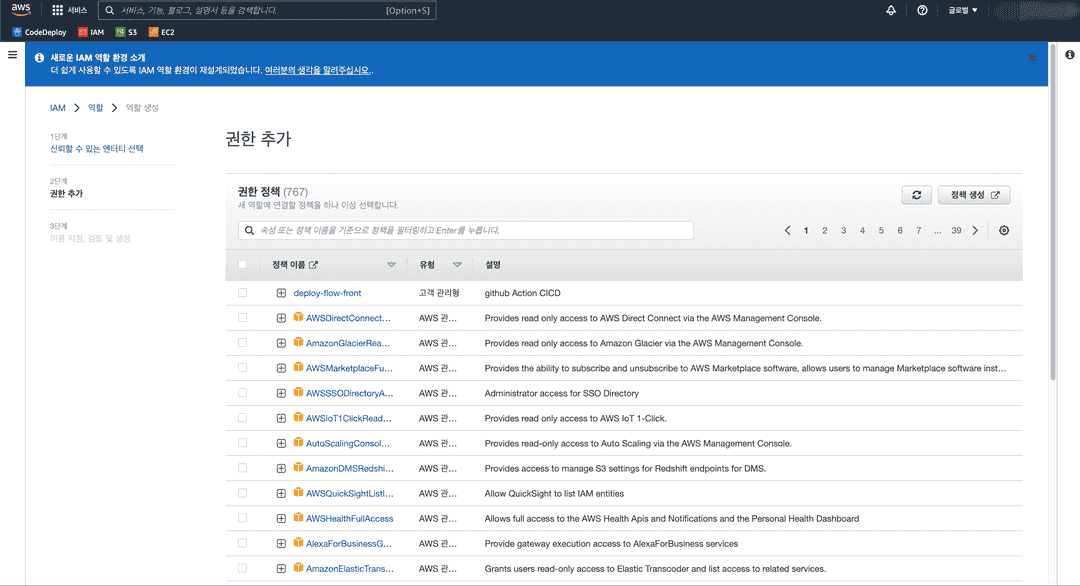 aws 서비스 서비스, 기능, 블로그, 설명서 등을 검색합니다. [Option+S] 글로벌 ▼
CodeDeploy IAM S3 EC2
새로운 IAM 역할 환경 소개
더 쉽게 사용할 수 있도록 IAM 역할 환경이 재설계되었습니다. 여러분의 생각을 알려주십시오.
IAM > 역할 > 역할 생성
1단계
신뢰할 수 있는 엔터티 선택
2단계
권한 추가
3단계
이름 지정, 검토 및 생성
권한 추가
권한 정책 (767)
새 역할에 연결할 정책을 하나 이상 선택합니다.
정책 생성
속성 또는 정책 이름을 기준으로 정책을 필터링하고 Enter를 누릅니다.
< 1 2 3 4 5 6 7 ... 39 >
정책 이름 유형 설명
deploy-flow-front 고객 관리형 github Action CICD
AWSDirectConnect... AWS 관... Provides read only access to AWS Direct Connect via the AWS Management Console.
AmazonGlacierRea... AWS 관... Provides read only access to Amazon Glacier via the AWS Management Console.
AWSMarketplaceFu... AWS 관... Provides the ability to subscribe and unsubscribe to AWS Marketplace software, allows users to manage Marketplace software inst...
AWSSSODirectoryA... AWS 관... Administrator access for SSO Directory
AWSIoT1ClickRead... AWS 관... Provides read only access to AWS IoT 1-Click.
AutoScalingConsol... AWS 관... Provides read-only access to Auto Scaling via the AWS Management Console.
AmazonDMSRedshi... AWS 관... Provides access to manage S3 settings for Redshift endpoints for DMS.
AWSQuickSightListI... AWS 관... Allow QuickSight to list IAM entities
AWSHealthFullAccess AWS 관... Allows full access to the AWS Health Apis and Notifications and the Personal Health Dashboard
AlexaForBusinessG... AWS 관... Provide gateway execution access to AlexaForBusiness services
AmazonElasticTrans... AWS 관... Grants users read-only access to Elastic Transcoder and list access to related services.